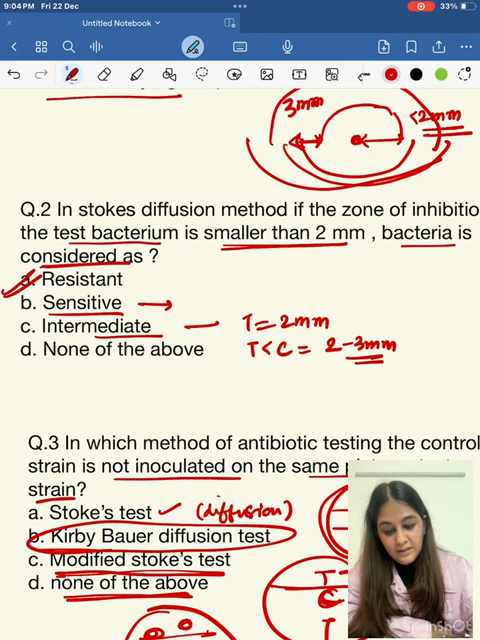 9:04 PM Fri 22 Dec
33%
Untitled Notebook
3mm
<2mm
Q.2 In stokes diffusion method if the zone of inhibitio
the test bacterium is smaller than 2 mm , bacteria is
considered as ?
a. Resistant
b. Sensitive
c. Intermediate
T = 2mm
d. None of the above
T < C = 2-3mm
Q.3 In which method of antibiotic testing the control
strain is not inoculated on the same
strain?
a. Stoke's test
(diffusion)
b. Kirby Bauer diffusion test
c. Modified stoke's test
d. none of the above
T
C
T
InShOt